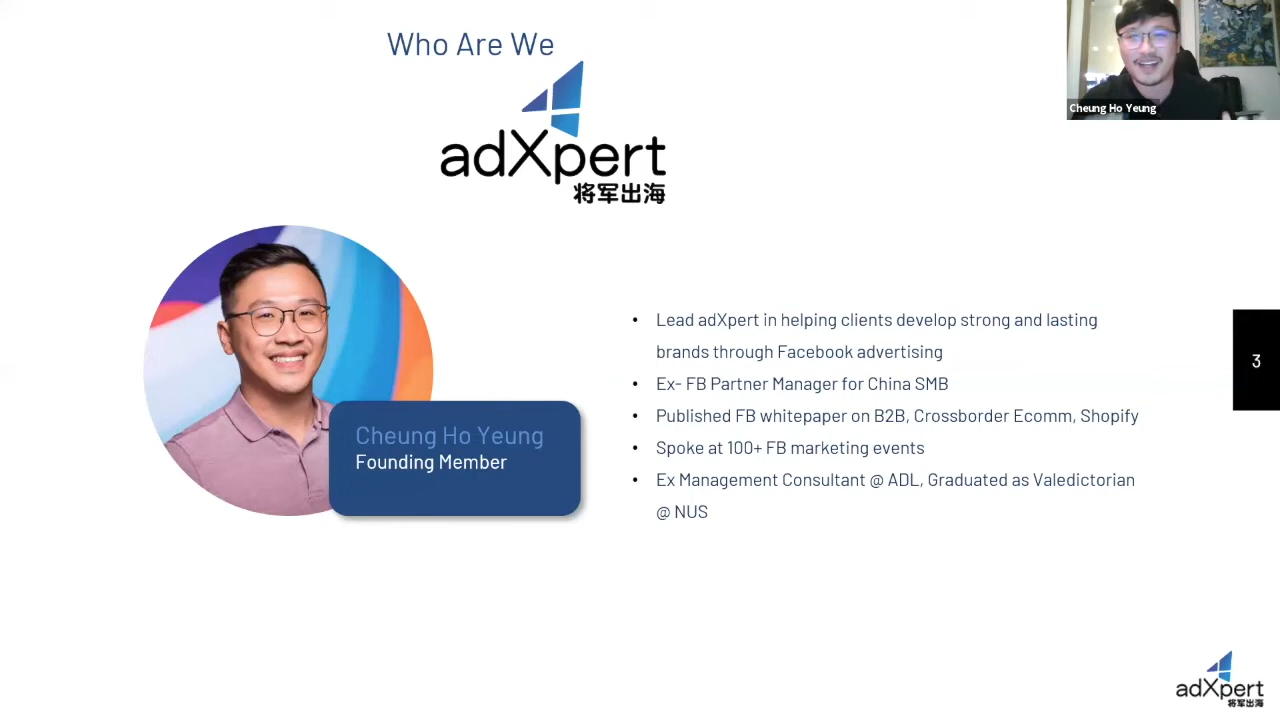 Who Are We
adXpert
将军出海
Cheung Ho Yeung
Cheung Ho Yeung
Founding Member
• Lead adXpert in helping clients develop strong and lasting
brands through Facebook advertising
• Ex- FB Partner Manager for China SMB
• Published FB whitepaper on B2B, Crossborder Ecomm, Shopify
• Spoke at 100+ FB marketing events
• Ex Management Consultant @ ADL, Graduated as Valedictorian
@ NUS
3
adXpert
将军出海